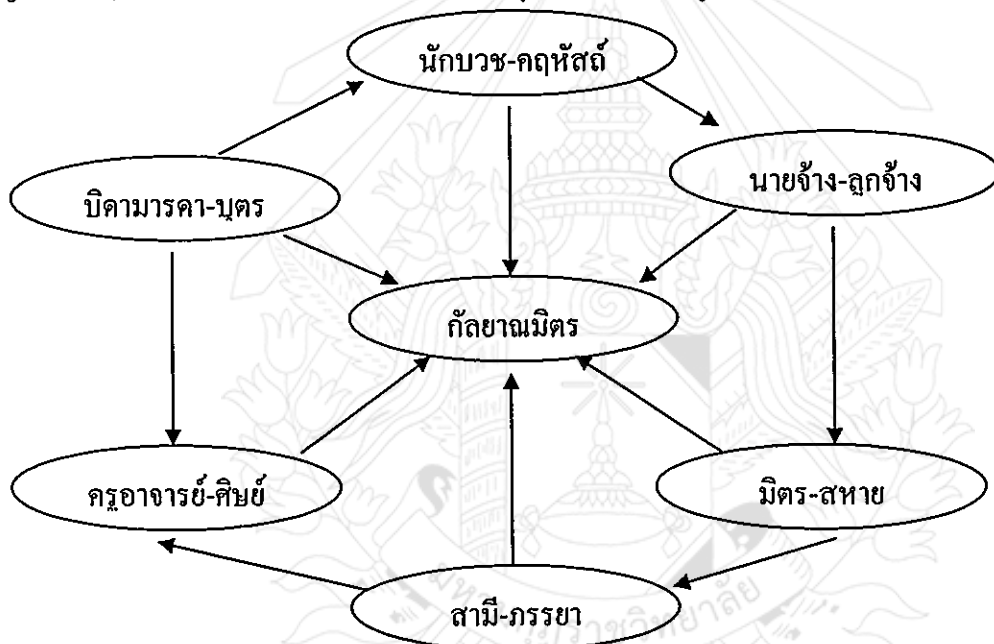 นักบวช-คฤหัสถ์
บิดามารดา-บุตร
นายจ้าง-ลูกจ้าง
กัลยาณมิตร
ครูอาจารย์-ศิษย์
มิตร-สหาย
สามี-ภรรยา